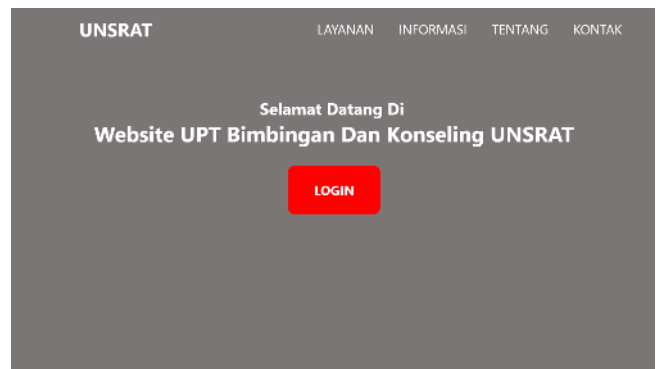 UNSRAT LAYANAN INFORMASI TENTANG KONTAK
Selamat Datang Di
Website UPT Bimbingan Dan Konseling UNSRAT
LOGIN